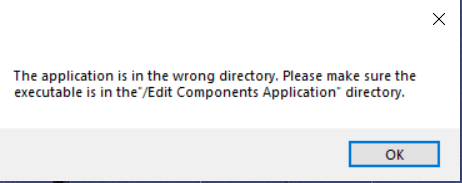 The application is in the wrong directory. Please make sure the
executable is in the"/Edit Components Application" directory.
OK